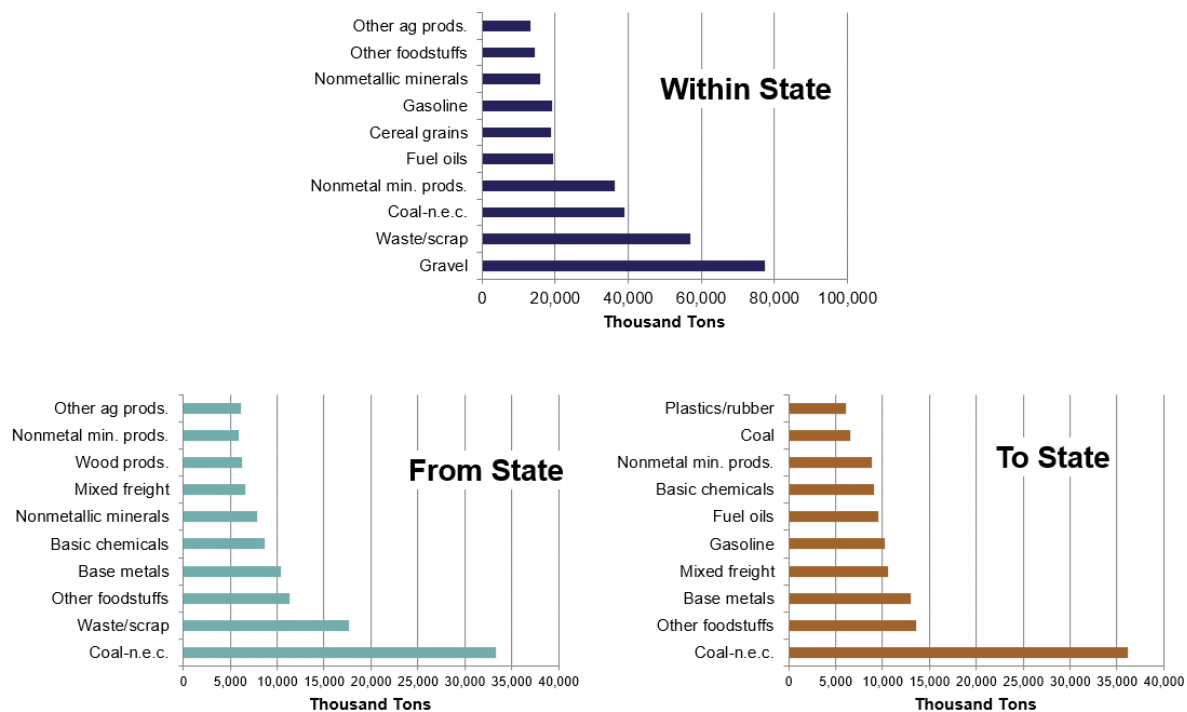 Other ag prods.
Other foodstuffs
Nonmetallic minerals
Gasoline
Cereal grains
Fuel oils
Nonmetal min. prods.
Coal-n.e.c.
Waste/scrap
Gravel
Within State
0 20,000 40,000 60,000 80,000 100,000
Thousand Tons
Other ag prods.
Nonmetal min. prods.
Wood prods.
Mixed freight
Nonmetallic minerals
Basic chemicals
Base metals
Other foodstuffs
Waste/scrap
Coal-n.e.c.
From State
0 5,000 10,000 15,000 20,000 25,000 30,000 35,000 40,000
Thousand Tons
Plastics/rubber
Coal
Nonmetal min. prods.
Basic chemicals
Fuel oils
Gasoline
Mixed freight
Base metals
Other foodstuffs
Coal-n.e.c.
To State
0 5,000 10,000 15,000 20,000 25,000 30,000 35,000 40,000
Thousand Tons